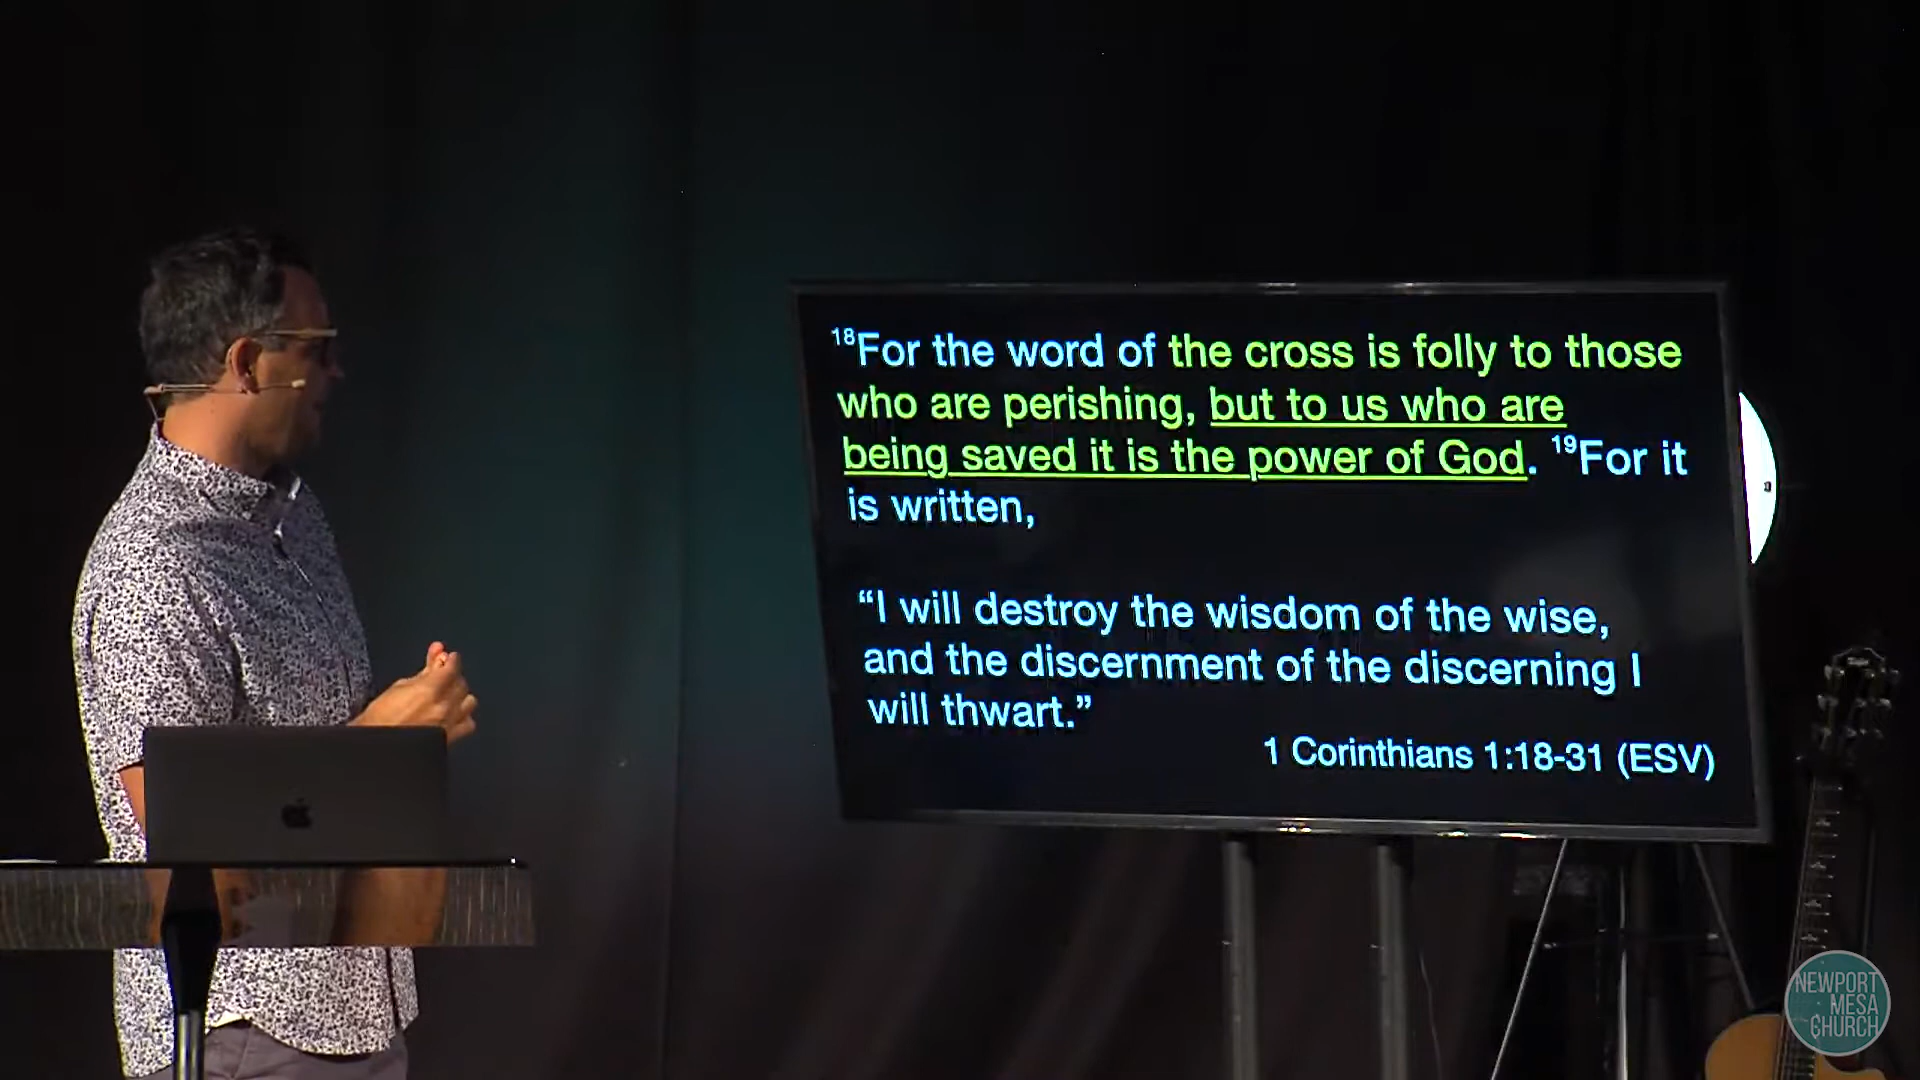 ¹⁸For the word of the cross is folly to those
who are perishing, but to us who are
being saved it is the power of God. ¹⁹For it
is written,
“I will destroy the wisdom of the wise,
and the discernment of the discerning I
will thwart.”
1 Corinthians 1:18-31 (ESV)
NEWPORT
MESA
CHURCH